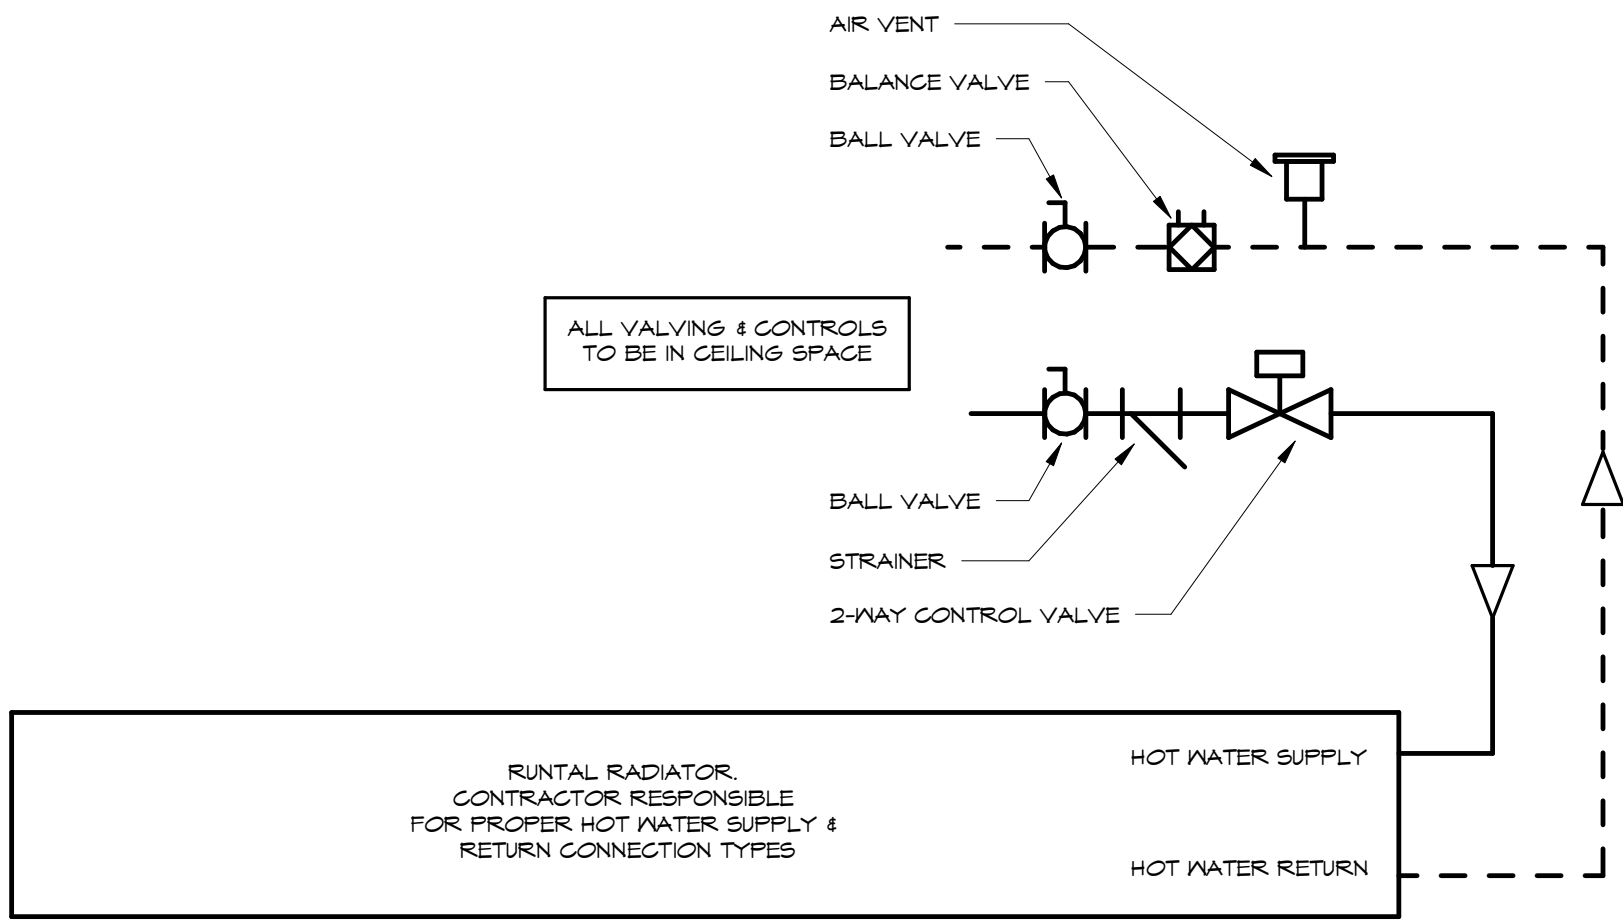 AIR VENT
BALANCE VALVE
BALL VALVE
ALL VALVING & CONTROLS
TO BE IN CEILING SPACE
BALL VALVE
STRAINER
2-WAY CONTROL VALVE
RUNTAL RADIATOR.
CONTRACTOR RESPONSIBLE
FOR PROPER HOT WATER SUPPLY &
RETURN CONNECTION TYPES
HOT WATER SUPPLY
HOT WATER RETURN